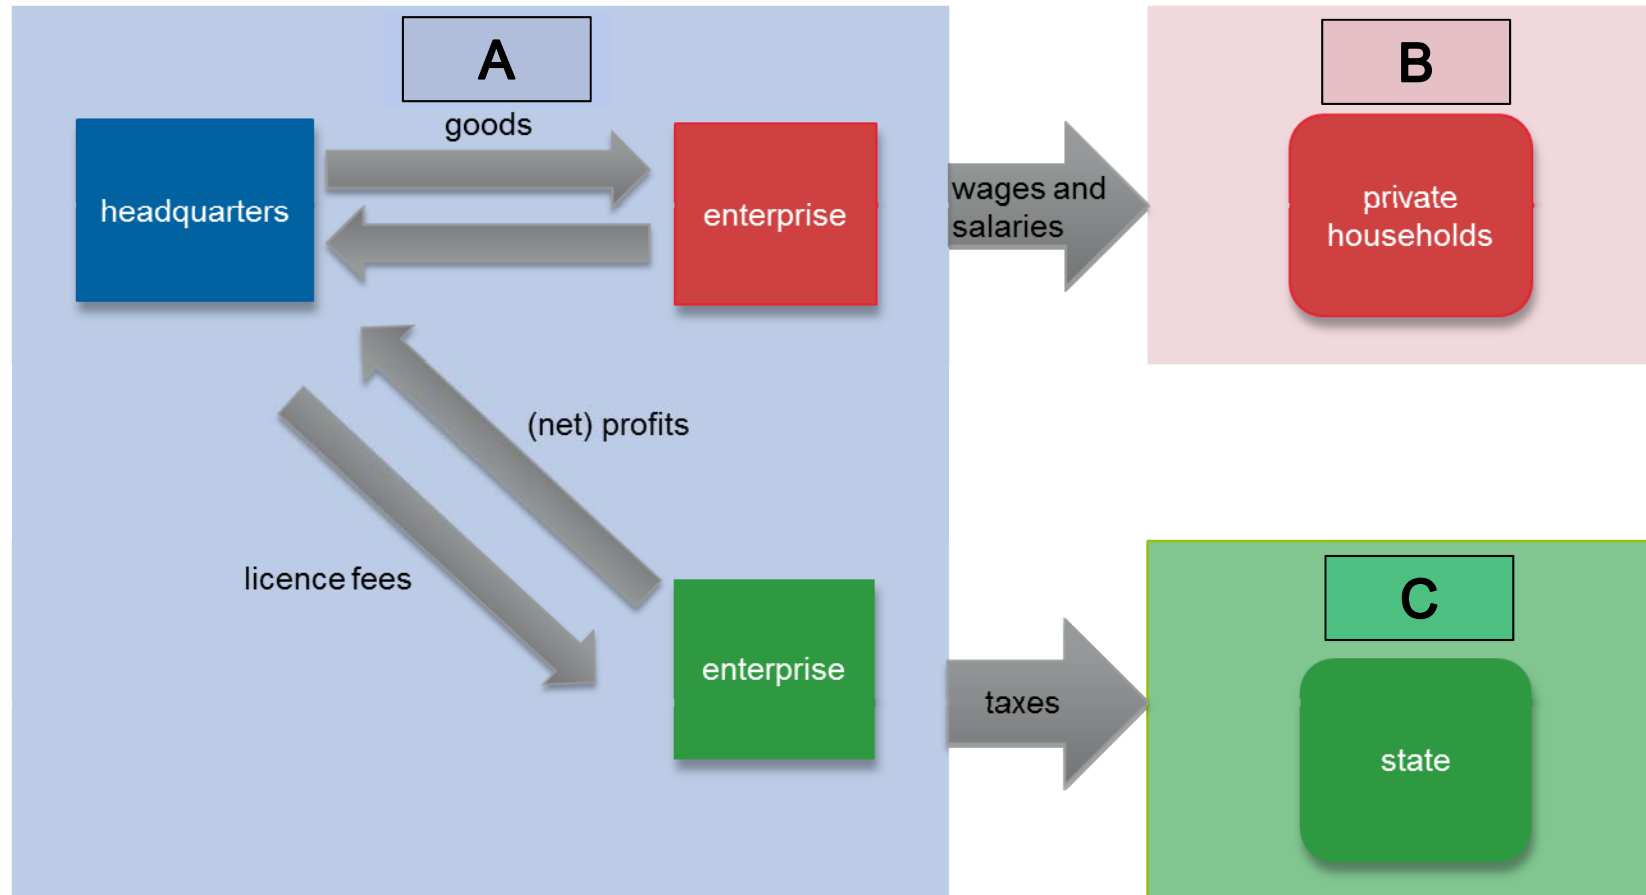 A
B
goods
headquarters
enterprise
wages and
salaries
private
households
(net) profits
licence fees
C
enterprise
taxes
state